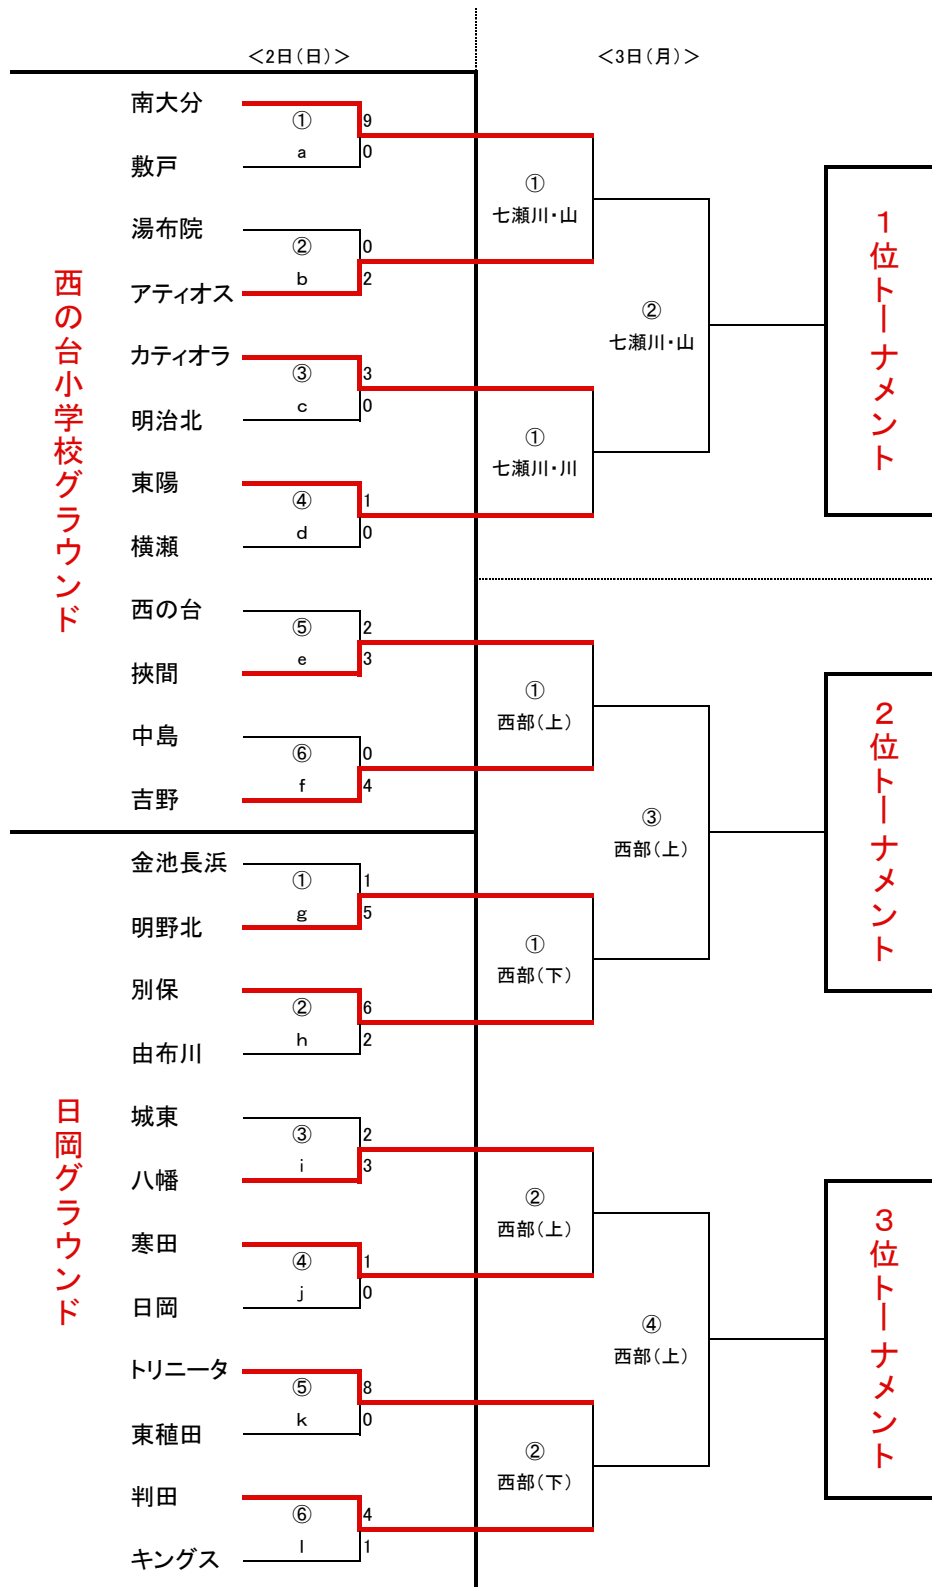 ＜2日（日）＞
＜3日（月）＞
西の台小学校グラウンド
南大分
①
a
9
0
敷戸
湯布院
②
b
0
2
アティオス
カティオラ
③
c
3
0
明治北
東陽
④
d
1
0
横瀬
西の台
⑤
e
2
3
挾間
中島
⑥
f
0
4
吉野
日岡グラウンド
金池長浜
①
g
1
5
明野北
別保
②
h
6
2
由布川
城東
③
i
2
3
八幡
寒田
④
j
1
0
日岡
トリニータ
⑤
k
8
0
東稙田
判田
⑥
l
4
1
キングス
①
七瀬川・山
①
七瀬川・川
②
七瀬川・山
１位トーナメント
①
西部（上）
①
西部（下）
③
西部（上）
２位トーナメント
②
西部（上）
②
西部（下）
④
西部（上）
３位トーナメント